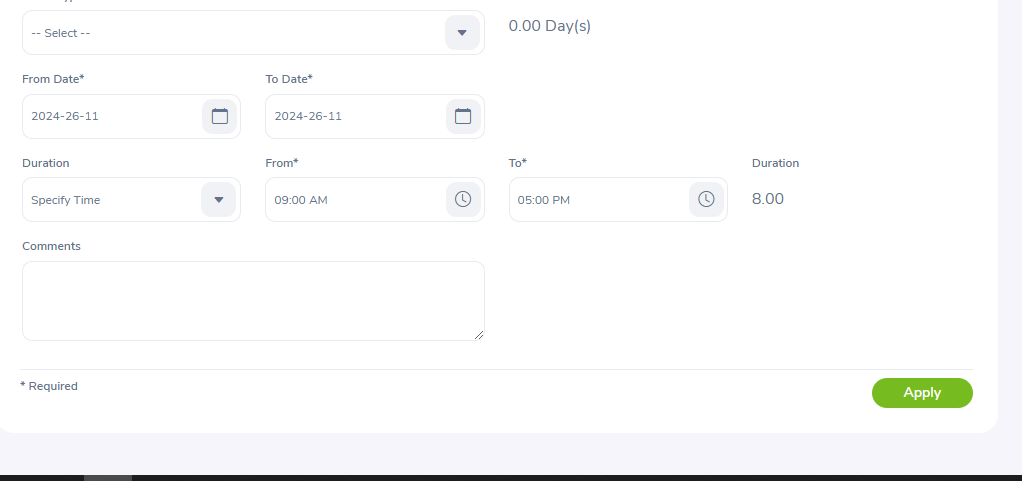 -- Select --
0.00 Day(s)
From Date*
To Date*
2024-26-11
2024-26-11
Duration
From*
To*
Duration
Specify Time
09:00 AM
05:00 PM
8.00
Comments
* Required
Apply